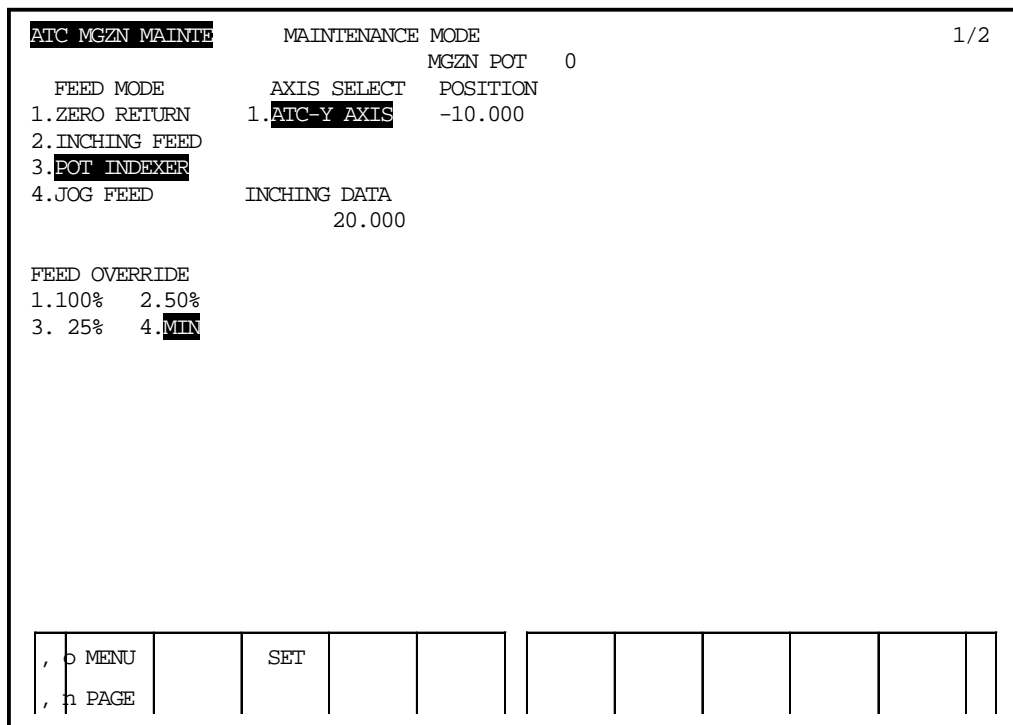 ATC MGZN MAINTE MAINTENANCE MODE 1/2
MGZN POT 0
FEED MODE AXIS SELECT POSITION
1.ZERO RETURN 1.ATC-Y AXIS -10.000
2.INCHING FEED
3.POT INDEXER
4.JOG FEED INCHING DATA
20.000
FEED OVERRIDE
1.100% 2.50%
3. 25% 4.MIN
, o MENU SET
, n PAGE